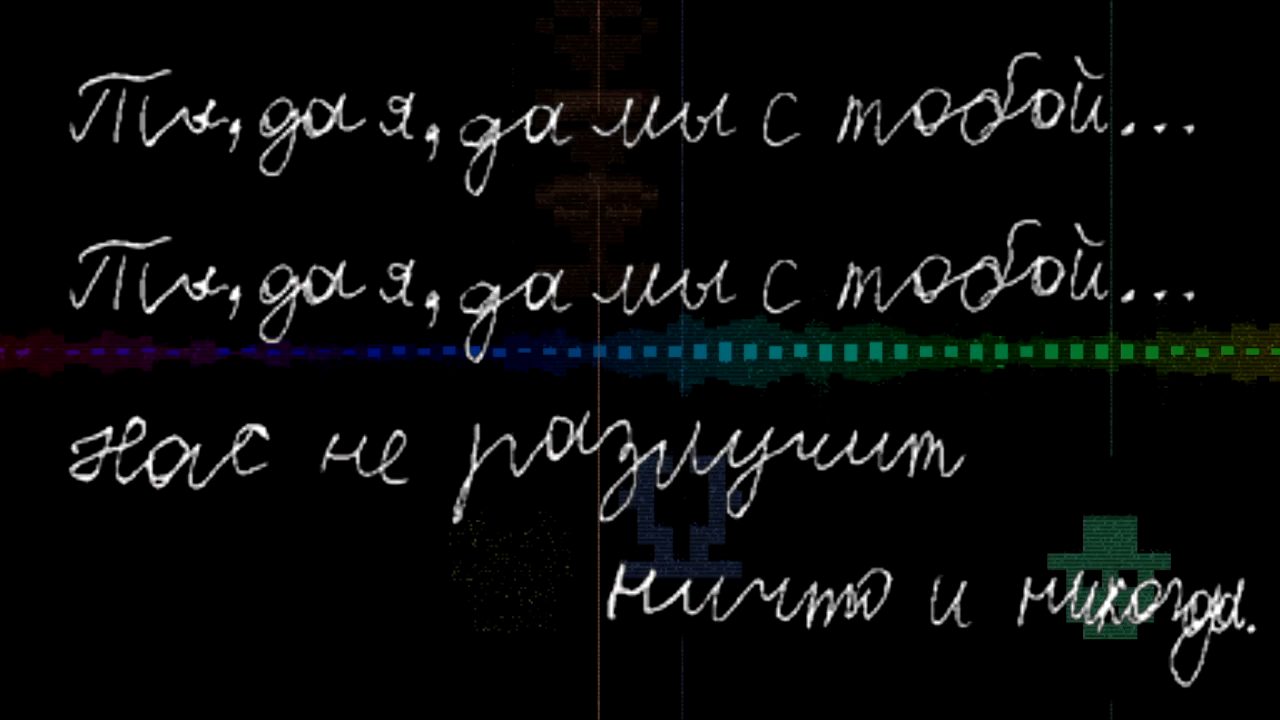 Ты, да я, да мы с тобой...
Ты, да я, да мы с тобой...
нас не разлучит
ничто и никогда.